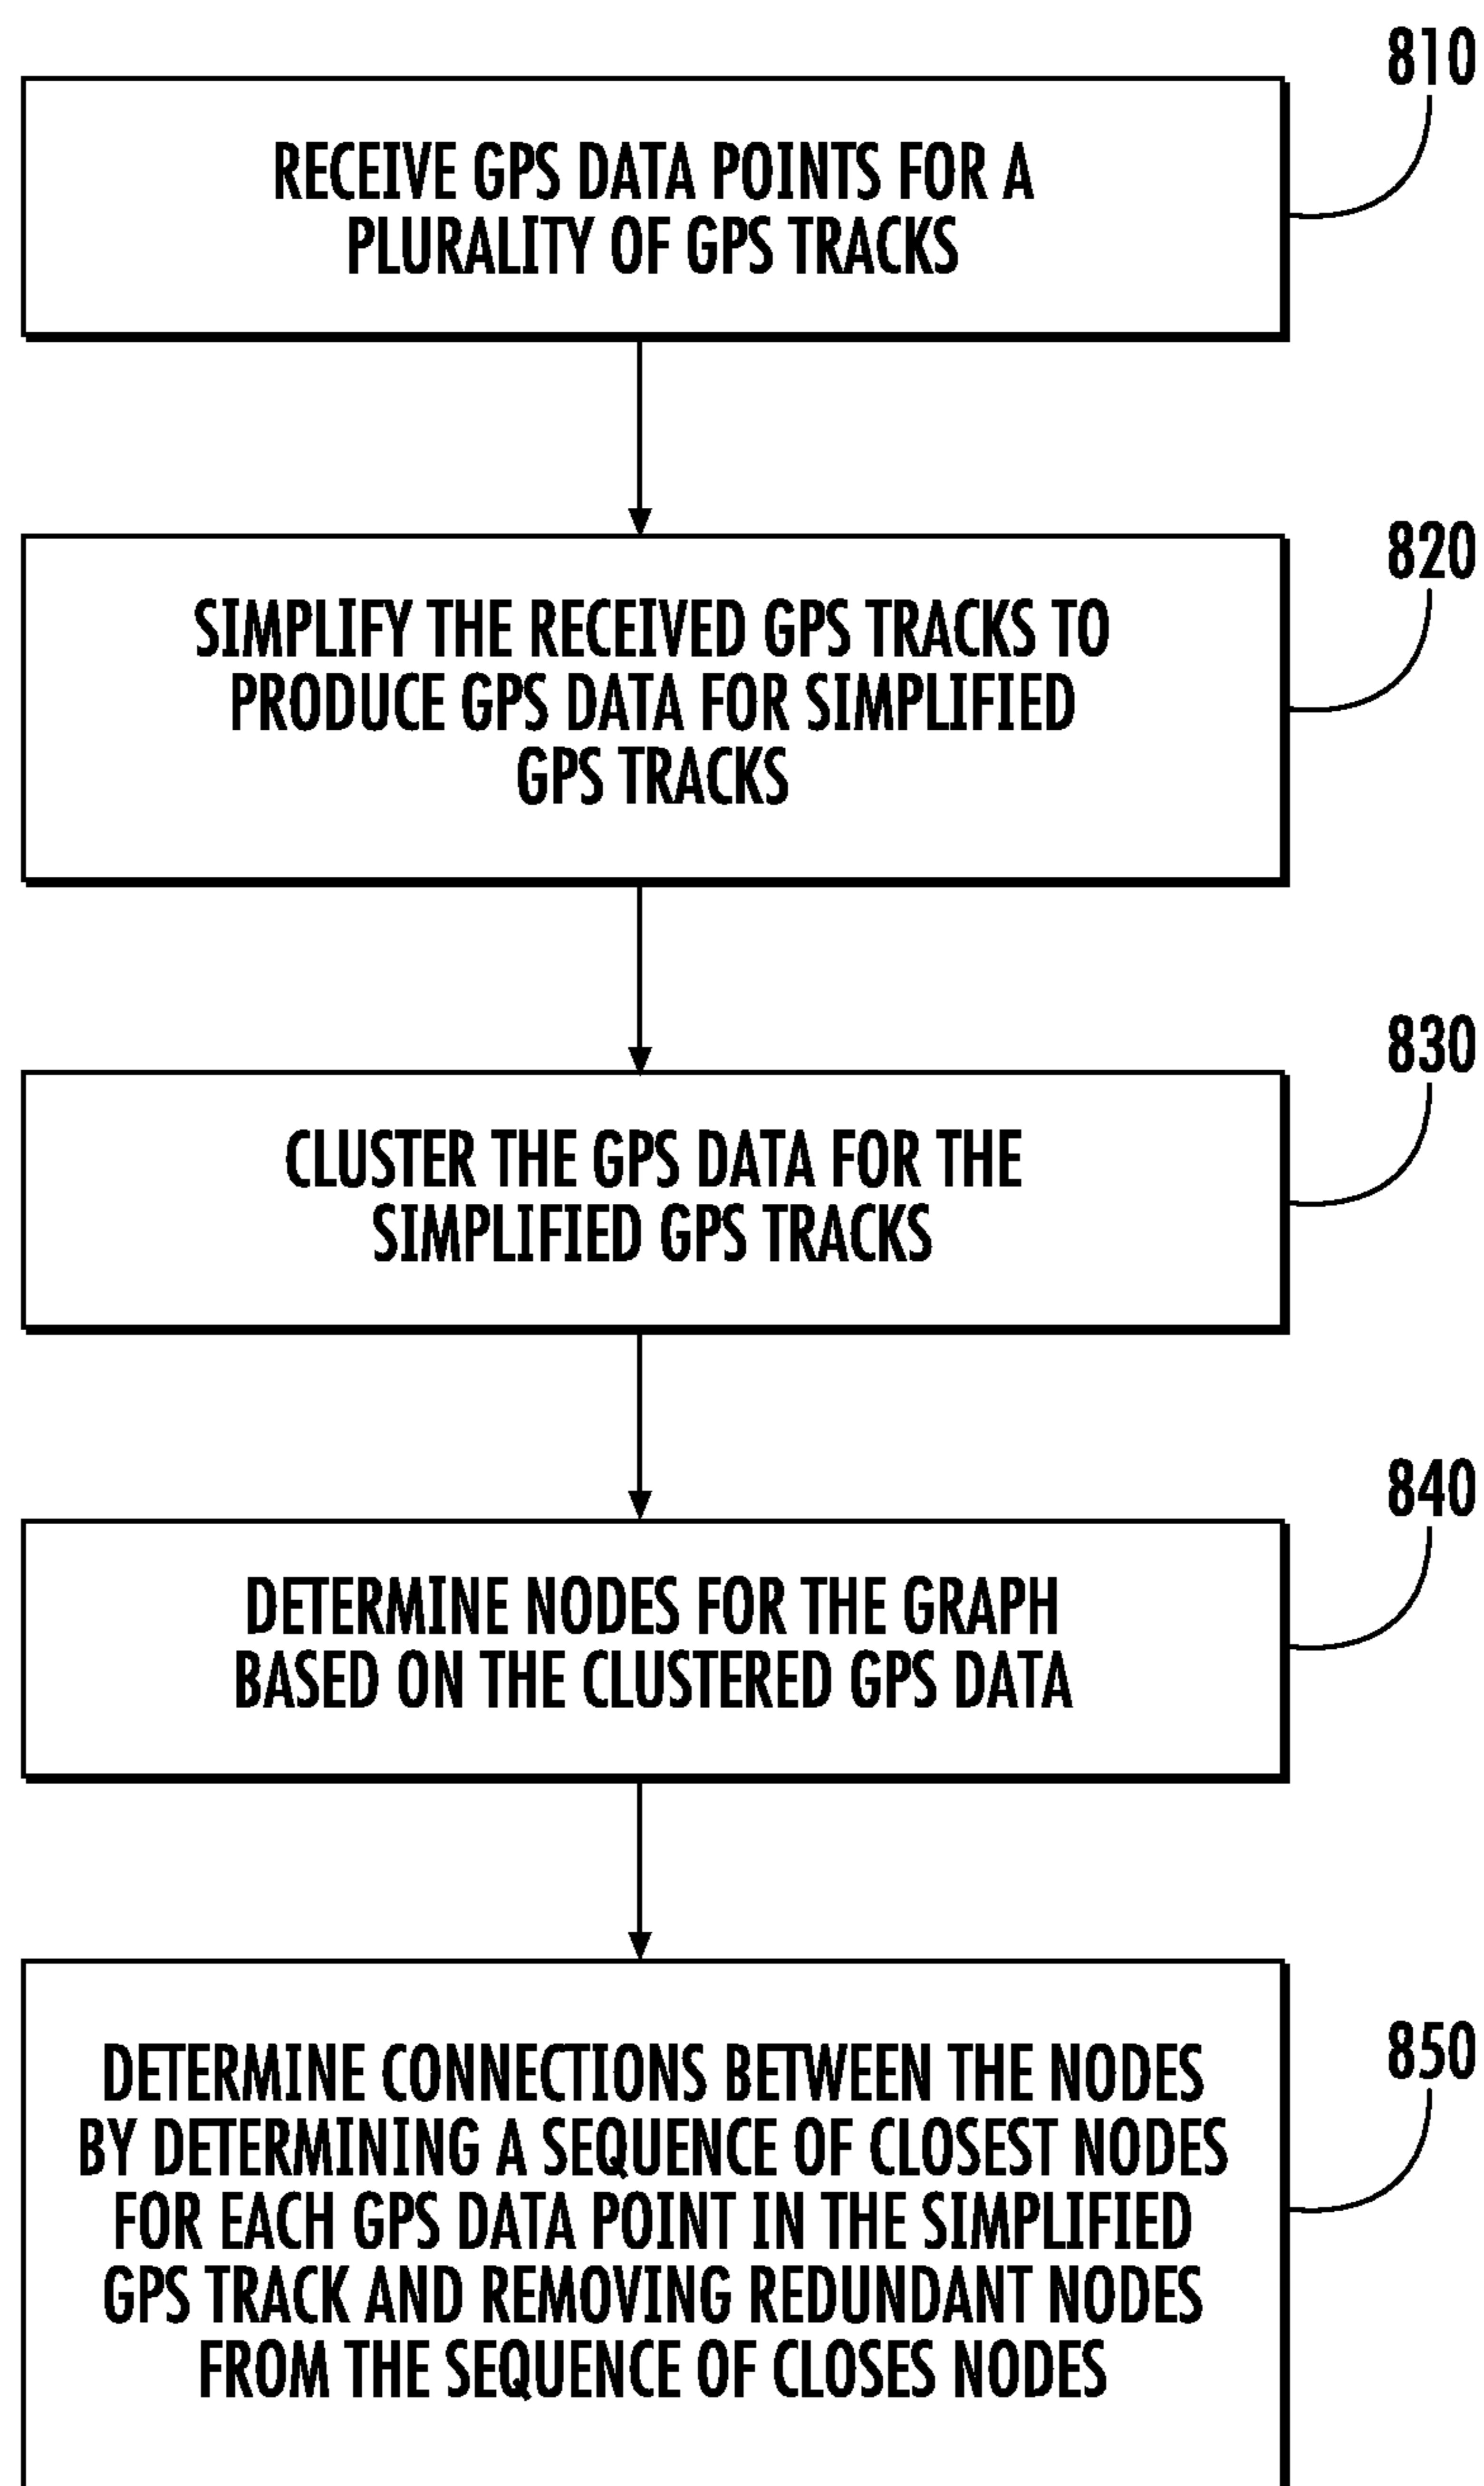 810
RECEIVE GPS DATA POINTS FOR A
PLURALITY OF GPS TRACKS
820
SIMPLIFY THE RECEIVED GPS TRACKS TO
PRODUCE GPS DATA FOR SIMPLIFIED
GPS TRACKS
830
CLUSTER THE GPS DATA FOR THE
SIMPLIFIED GPS TRACKS
840
DETERMINE NODES FOR THE GRAPH
BASED ON THE CLUSTERED GPS DATA
850
DETERMINE CONNECTIONS BETWEEN THE NODES
BY DETERMINING A SEQUENCE OF CLOSEST NODES
FOR EACH GPS DATA POINT IN THE SIMPLIFIED
GPS TRACK AND REMOVING REDUNDANT NODES
FROM THE SEQUENCE OF CLOSES NODES